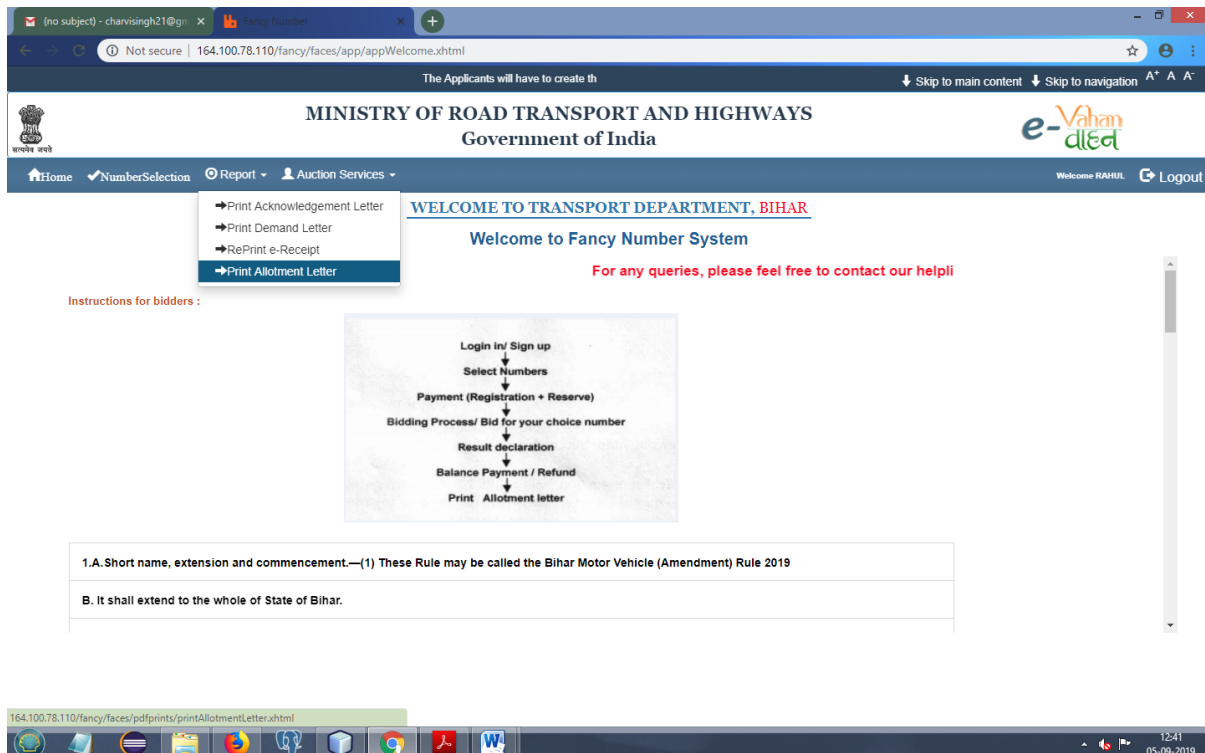 (no subject) - charvisingh21@gm
Fancy Number
Not secure | 164.100.78.110/fancy/faces/app/appWelcome.xhtml
The Applicants will have to create th
Skip to main content Skip to navigation A+ A A-
सत्यमेव जयते
MINISTRY OF ROAD TRANSPORT AND HIGHWAYS
Government of India
e-Vahan
वाहन
Home NumberSelection Report Auction Services Welcome RAHUL Logout
Print Acknowledgement Letter
Print Demand Letter
RePrint e-Receipt
Print Allotment Letter
WELCOME TO TRANSPORT DEPARTMENT, BIHAR
Welcome to Fancy Number System
For any queries, please feel free to contact our helpli
Instructions for bidders :
Login in/ Sign up
Select Numbers
Payment (Registration + Reserve)
Bidding Process/ Bid for your choice number
Result declaration
Balance Payment / Refund
Print Allotment letter
1.A.Short name, extension and commencement.—(1) These Rule may be called the Bihar Motor Vehicle (Amendment) Rule 2019
B. It shall extend to the whole of State of Bihar.
164.100.78.110/fancy/faces/pdfprints/printAllotmentLetter.xhtml
12:41
05-09-2019